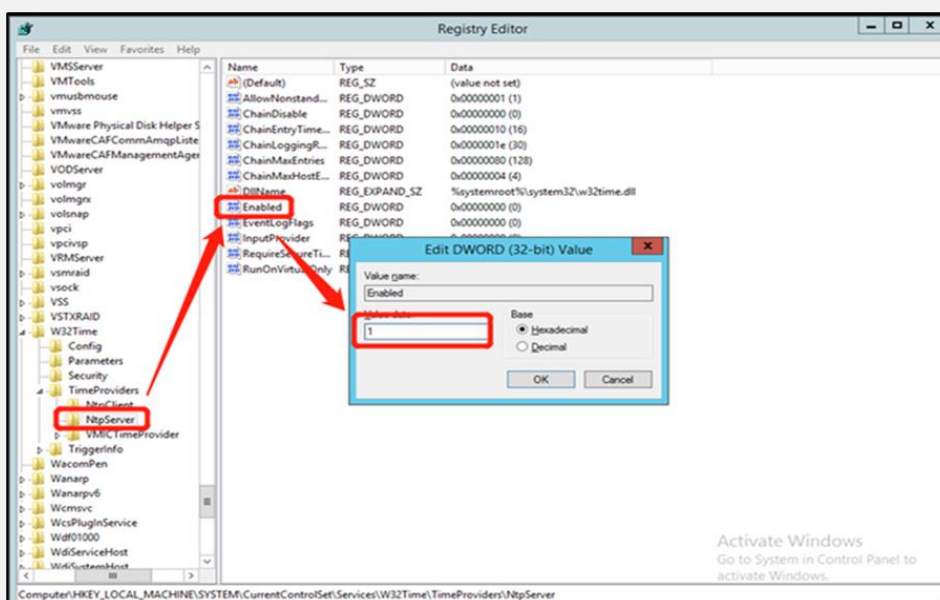 Registry Editor
File Edit View Favorites Help
VMSServer
VMTools
vmusbmouse
vmvss
VMware Physical Disk Helper S
VMwareCAFCommAmqpListe
VMwareCAFManagementAger
VODServer
volmgr
volmgrx
volsnap
vpci
vpcivsp
VRMServer
vsmraid
vsock
VSS
VSTXRAID
W32Time
Config
Parameters
Security
TimeProviders
NtpClient
NtpServer
VMICTimeProvider
TriggerInfo
WacomPen
Wanarp
Wanarpv6
Wcmsvc
WcsPlugInService
Wdf01000
WdiServiceHost
WdiSystemHost
Name Type Data
(Default) REG_SZ (value not set)
AllowNonstand... REG_DWORD 0x00000001 (1)
ChainDisable REG_DWORD 0x00000000 (0)
ChainEntryTime... REG_DWORD 0x00000010 (16)
ChainLoggingR... REG_DWORD 0x0000001e (30)
ChainMaxEntries REG_DWORD 0x00000080 (128)
ChainMaxHostE... REG_DWORD 0x00000004 (4)
DllName REG_EXPAND_SZ %systemroot%\system32\w32time.dll
Enabled REG_DWORD 0x00000000 (0)
EventLogFlags REG_DWORD 0x00000000 (0)
InputProvider
RequireSecureTi...
RunOnVirtualOnly
Edit DWORD (32-bit) Value
Value name:
Enabled
Base
1
Hexadecimal
Decimal
OK Cancel
Activate Windows
Go to System in Control Panel to
activate Windows.
Computer\HKEY_LOCAL_MACHINE\SYSTEM\CurrentControlSet\Services\W32Time\TimeProviders\NtpServer